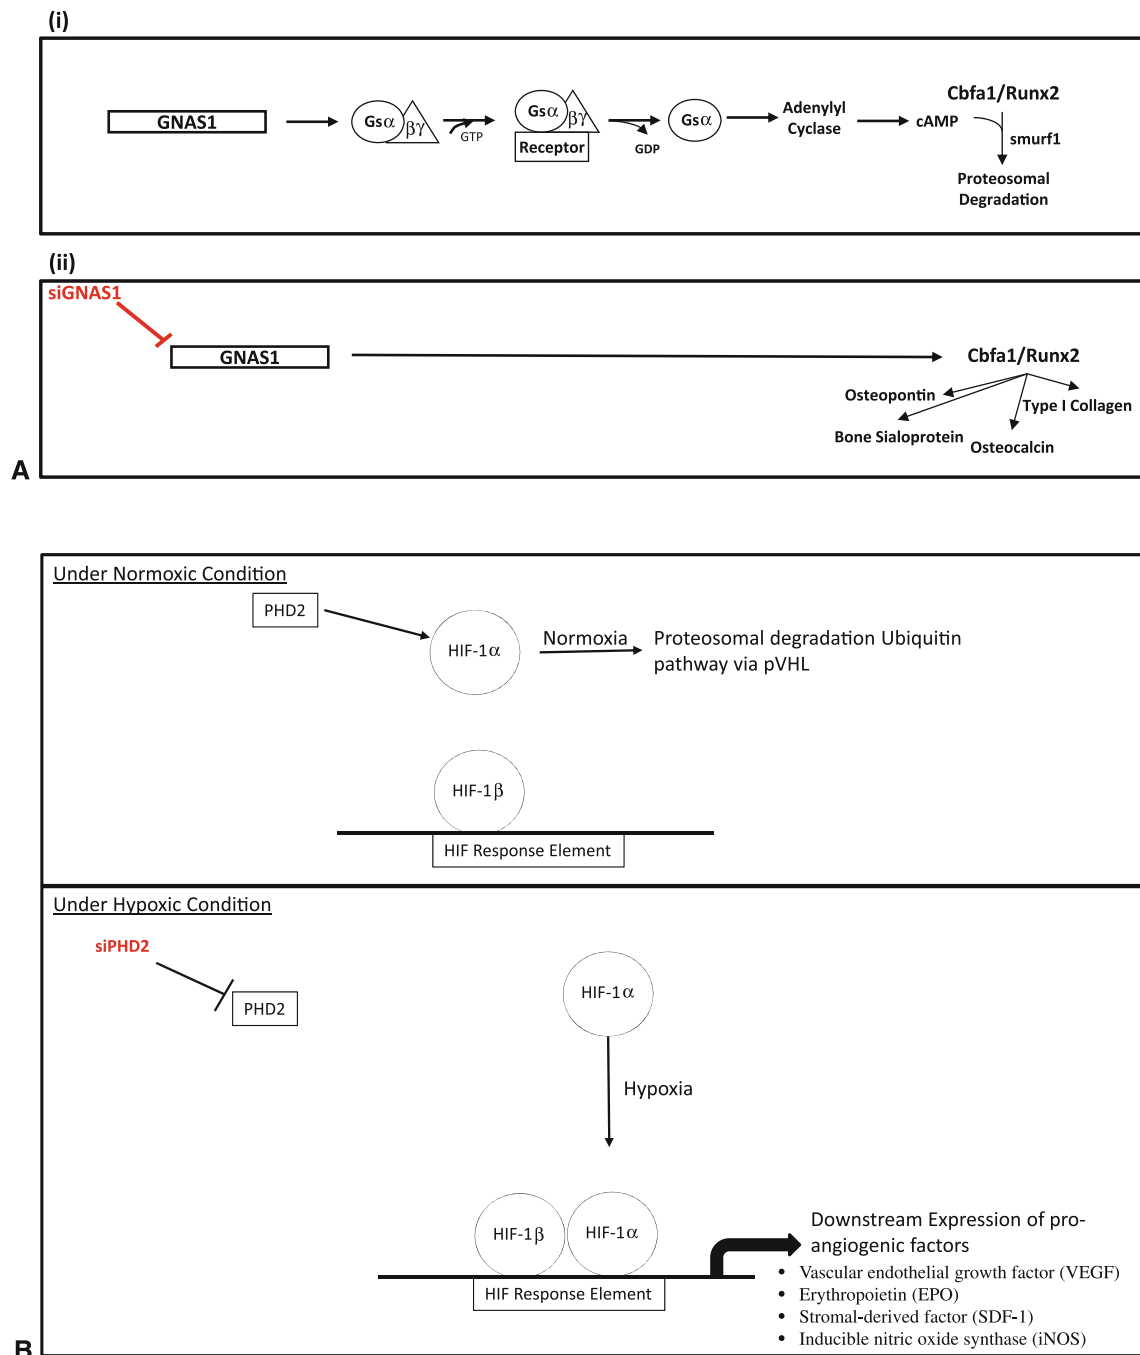 (i)
GNAS1
Gsα
βγ
GTP
Gsα
βγ
Receptor
GDP
Gsα
Adenylyl
Cyclase
cAMP
Cbfa1/Runx2
smurf1
Proteosomal
Degradation
(ii)
siGNAS1
GNAS1
Cbfa1/Runx2
Osteopontin
Type I Collagen
Bone Sialoprotein
Osteocalcin
A
Under Normoxic Condition
PHD2
HIF-1α
Normoxia
Proteosomal degradation Ubiquitin
pathway via pVHL
HIF-1β
HIF Response Element
Under Hypoxic Condition
siPHD2
PHD2
HIF-1α
Hypoxia
HIF-1β
HIF-1α
HIF Response Element
Downstream Expression of pro-
angiogenic factors
• Vascular endothelial growth factor (VEGF)
• Erythropoietin (EPO)
• Stromal-derived factor (SDF-1)
• Inducible nitric oxide synthase (iNOS)
B